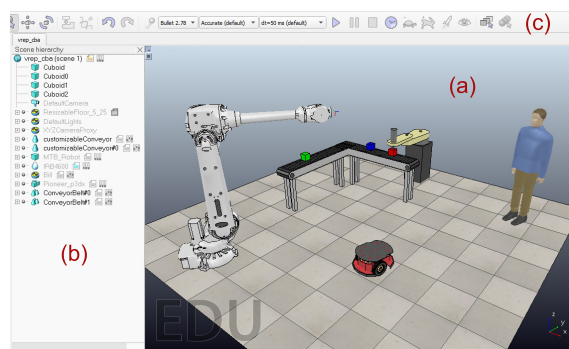 Bullet 2.78 Accurate (default) dt=50 ms (default)
(c)
vrep_cba
Scene hierarchy
vrep_cba (scene 1)
Cuboid
Cuboid0
Cuboid1
Cuboid2
DefaultCamera
ResizableFloor_5_25
DefaultLights
XYZCameraProxy
customizableConveyor
customizableConveyor#0
MTB_Robot
IRB4600
Bill
Pioneer_p3dx
ConveyorBelt#0
ConveyorBelt#1
(a)
(b)
EDU
z
y
x